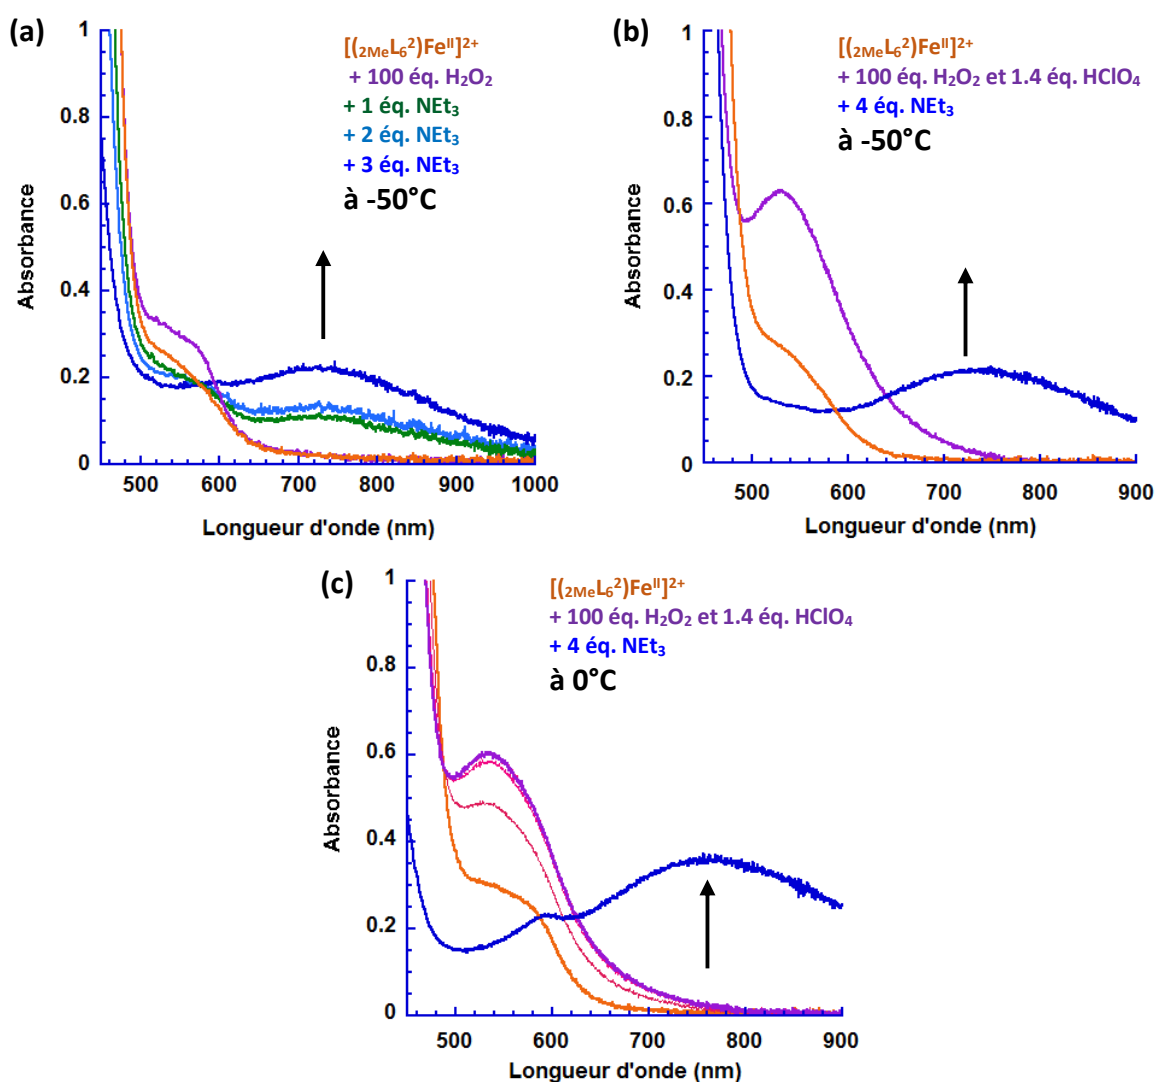 (a)
[(₂MeL₆²)Feᴵᴵ]²⁺
+ 100 éq. H₂O₂
+ 1 éq. NEt₃
+ 2 éq. NEt₃
+ 3 éq. NEt₃
à -50°C
Absorbance
1
0.8
0.6
0.4
0.2
0
500 600 700 800 900 1000
Longueur d'onde (nm)
(b)
[(₂MeL₆²)Feᴵᴵ]²⁺
+ 100 éq. H₂O₂ et 1.4 éq. HClO₄
+ 4 éq. NEt₃
à -50°C
Absorbance
1
0.8
0.6
0.4
0.2
0
500 600 700 800 900
Longueur d'onde (nm)
(c)
[(₂MeL₆²)Feᴵᴵ]²⁺
+ 100 éq. H₂O₂ et 1.4 éq. HClO₄
+ 4 éq. NEt₃
à 0°C
Absorbance
1
0.8
0.6
0.4
0.2
0
500 600 700 800 900
Longueur d'onde (nm)